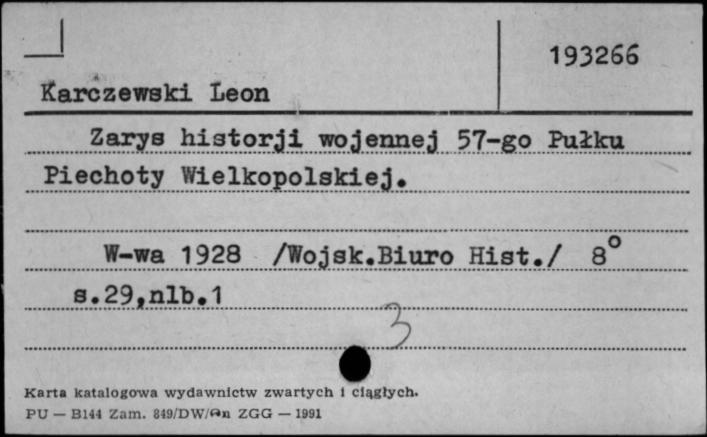 193266
Karczewski Leon
Zarys historji wojennej 57-go Pułku
Piechoty Wielkopolskiej.
W-wa 1928 /Wojsk.Biuro Hist./ 8°
s.29,nlb.1
3
Karta katalogowa wydawnictw zwartych i ciągłych.
PU — B144 Zam. 849/DW/ ZGG — 1991